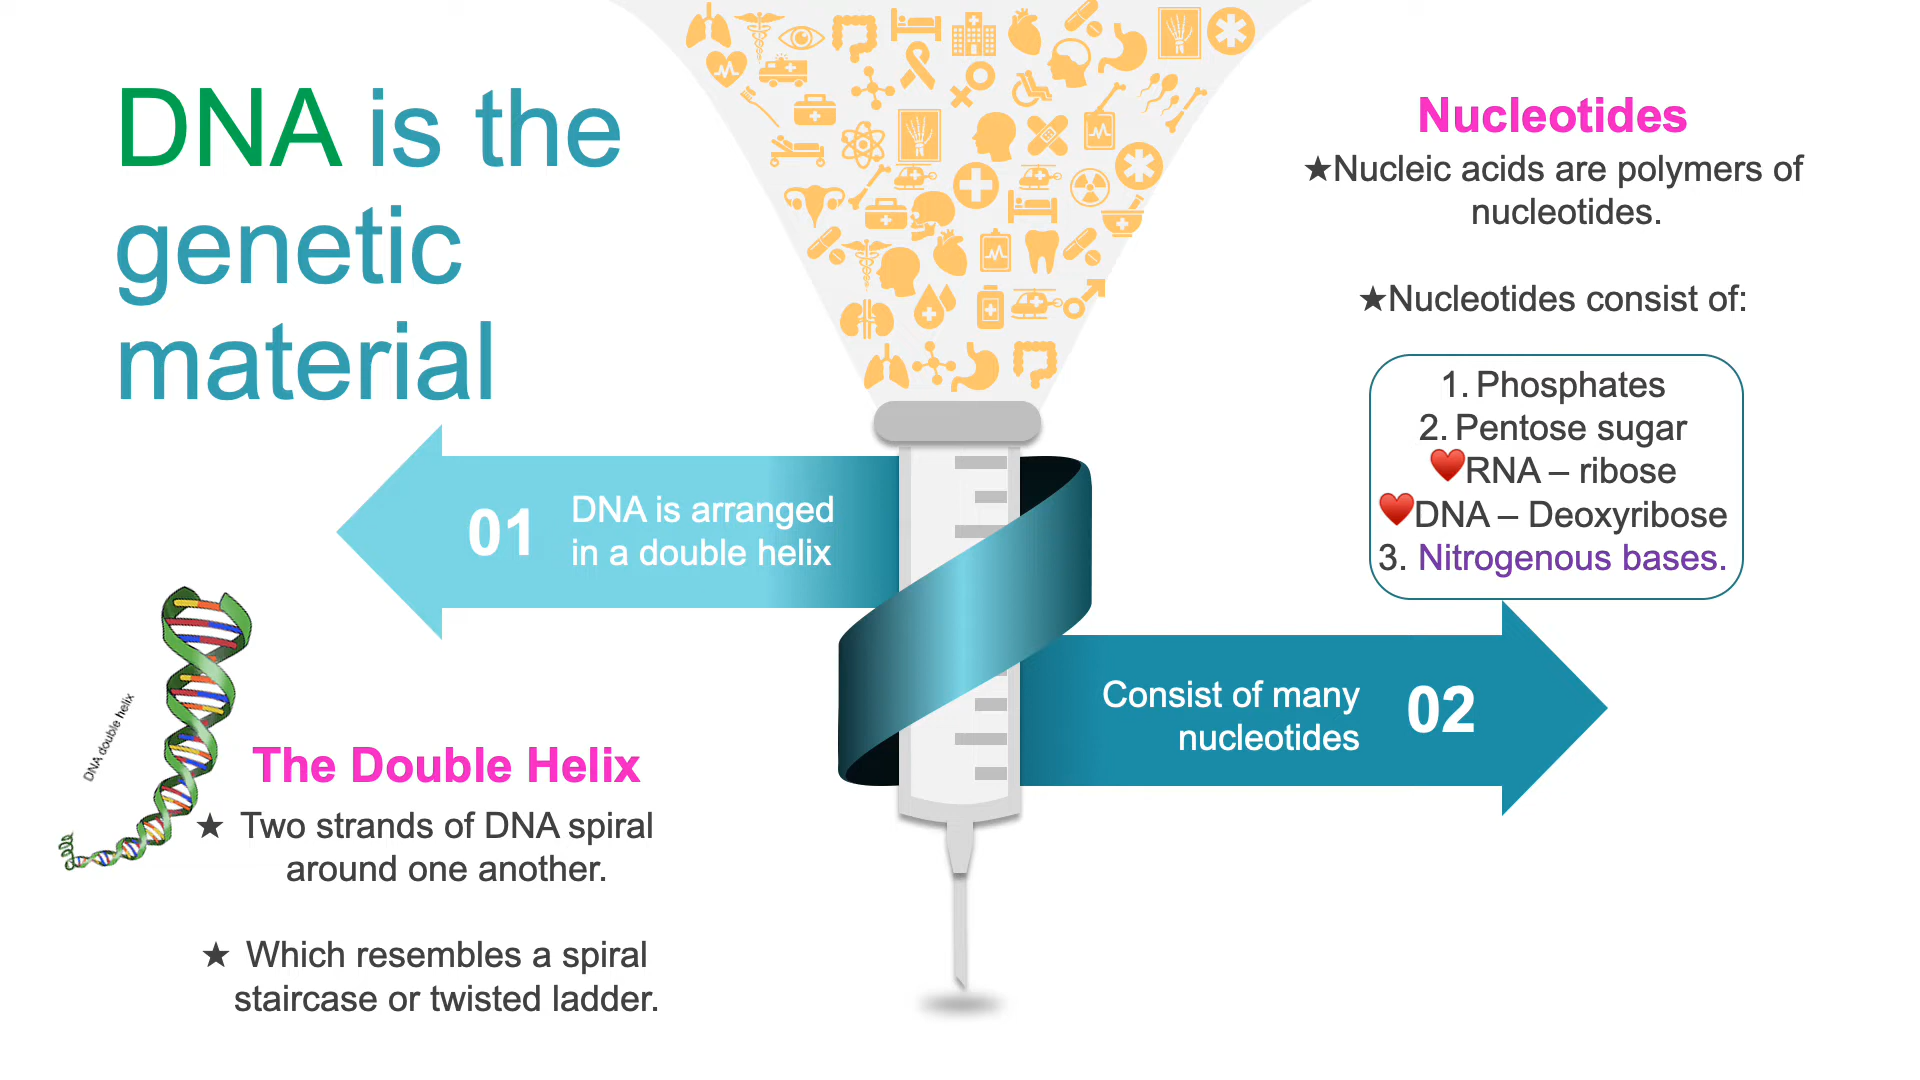 DNA is the
genetic
material
01
DNA is arranged
in a double helix
DNA double helix
The Double Helix
★ Two strands of DNA spiral
around one another.
★ Which resembles a spiral
staircase or twisted ladder.
Nucleotides
★Nucleic acids are polymers of
nucleotides.
★Nucleotides consist of:
1. Phosphates
2. Pentose sugar
❤RNA – ribose
❤DNA – Deoxyribose
3. Nitrogenous bases.
Consist of many
nucleotides
02